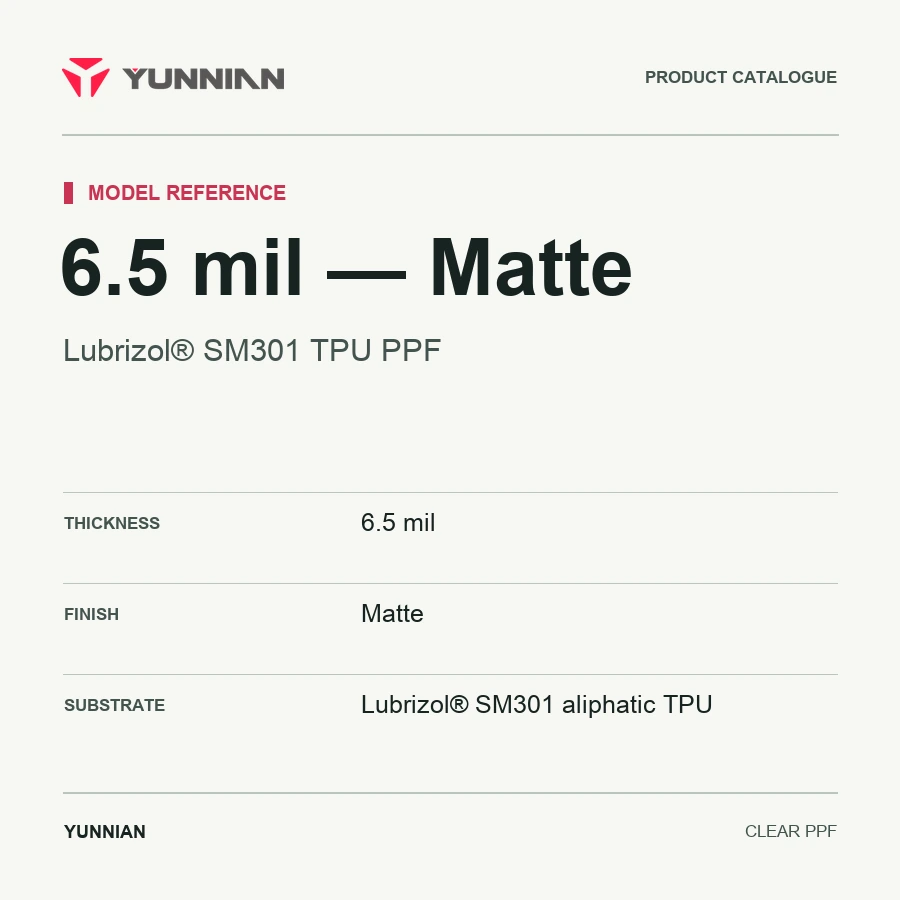 YUNNIAN
PRODUCT CATALOGUE
MODEL REFERENCE
6.5 mil — Matte
Lubrizol® SM301 TPU PPF
THICKNESS 6.5 mil
FINISH Matte
SUBSTRATE Lubrizol® SM301 aliphatic TPU
YUNNIAN
CLEAR PPF